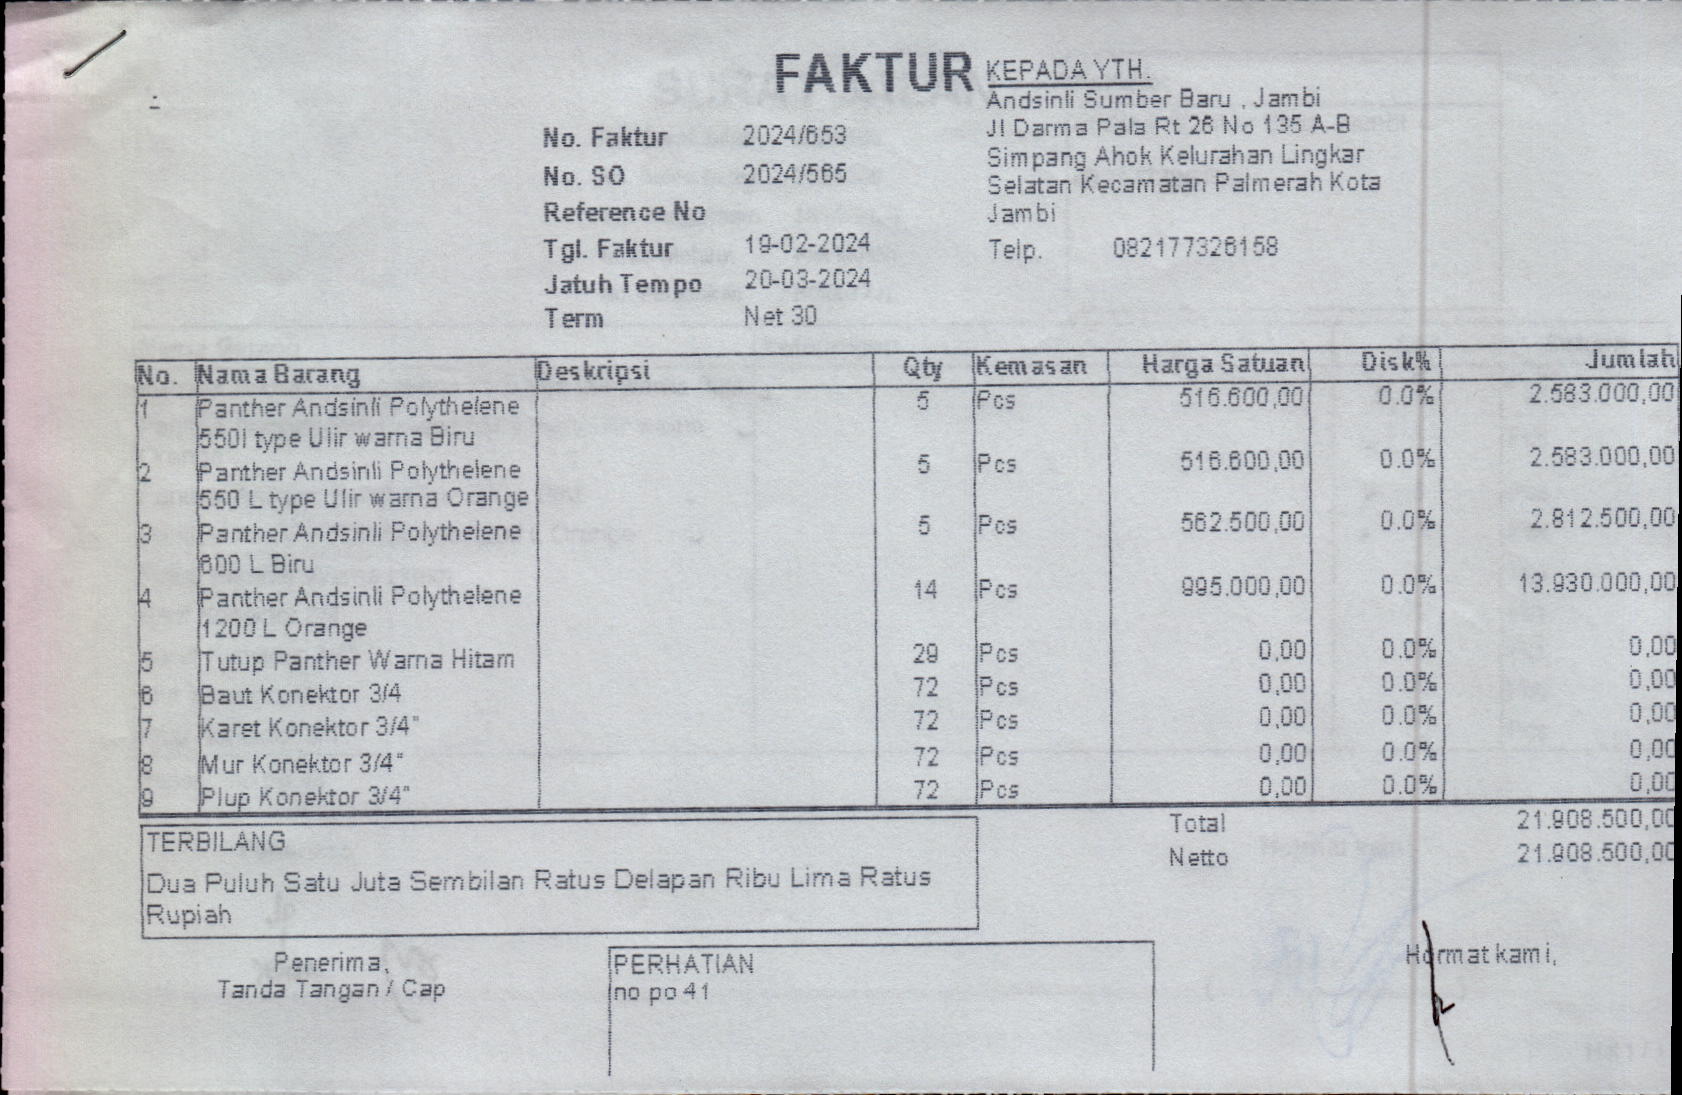 FAKTUR
No. Faktur 2024/653
No. SO 2024/565
Reference No
Tgl. Faktur 19-02-2024
Jatuh Tempo 20-03-2024
Term Net 30
KEPADA YTH.
Andsinli Sumber Baru , Jambi
Jl Darma Pala Rt 26 No 135 A-B
Simpang Ahok Kelurahan Lingkar
Selatan Kecamatan Palmerah Kota
Jambi
Telp. 082177326158
No. Nama Barang Deskripsi Qty Kemasan Harga Satuan Disk% Jumlah
1 Panther Andsinli Polythelene 5 Pcs 516.600,00 0.0% 2.583.000,00
550l type Ulir warna Biru
2 Panther Andsinli Polythelene 5 Pcs 516.600,00 0.0% 2.583.000,00
550 L type Ulir warna Orange
3 Panther Andsinli Polythelene 5 Pcs 562.500,00 0.0% 2.812.500,00
600 L Biru
4 Panther Andsinli Polythelene 14 Pcs 995.000,00 0.0% 13.930.000,00
1200 L Orange
5 Tutup Panther Warna Hitam 29 Pcs 0,00 0.0% 0,00
6 Baut Konektor 3/4 72 Pcs 0,00 0.0% 0,00
7 Karet Konektor 3/4" 72 Pcs 0,00 0.0% 0,00
8 Mur Konektor 3/4" 72 Pcs 0,00 0.0% 0,00
9 Plup Konektor 3/4" 72 Pcs 0,00 0.0% 0,00
Total 21.908.500,00
Netto 21.908.500,00
TERBILANG
Dua Puluh Satu Juta Sembilan Ratus Delapan Ribu Lima Ratus
Rupiah
Penerima,
Tanda Tangan / Cap
PERHATIAN
no po 41
Hormat kami,